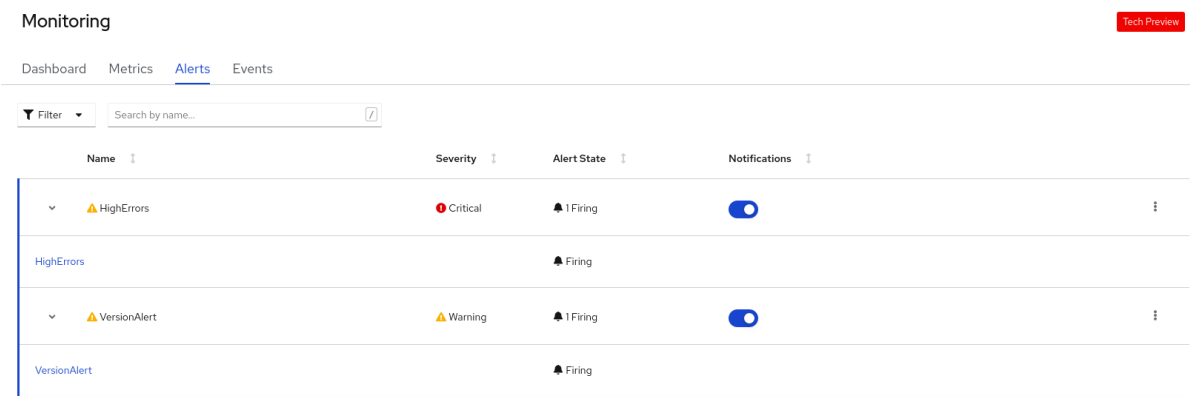 Monitoring
Tech Preview
Dashboard Metrics Alerts Events
Filter Search by name... /
Name Severity Alert State Notifications
HighErrors Critical 1 Firing
HighErrors Firing
VersionAlert Warning 1 Firing
VersionAlert Firing